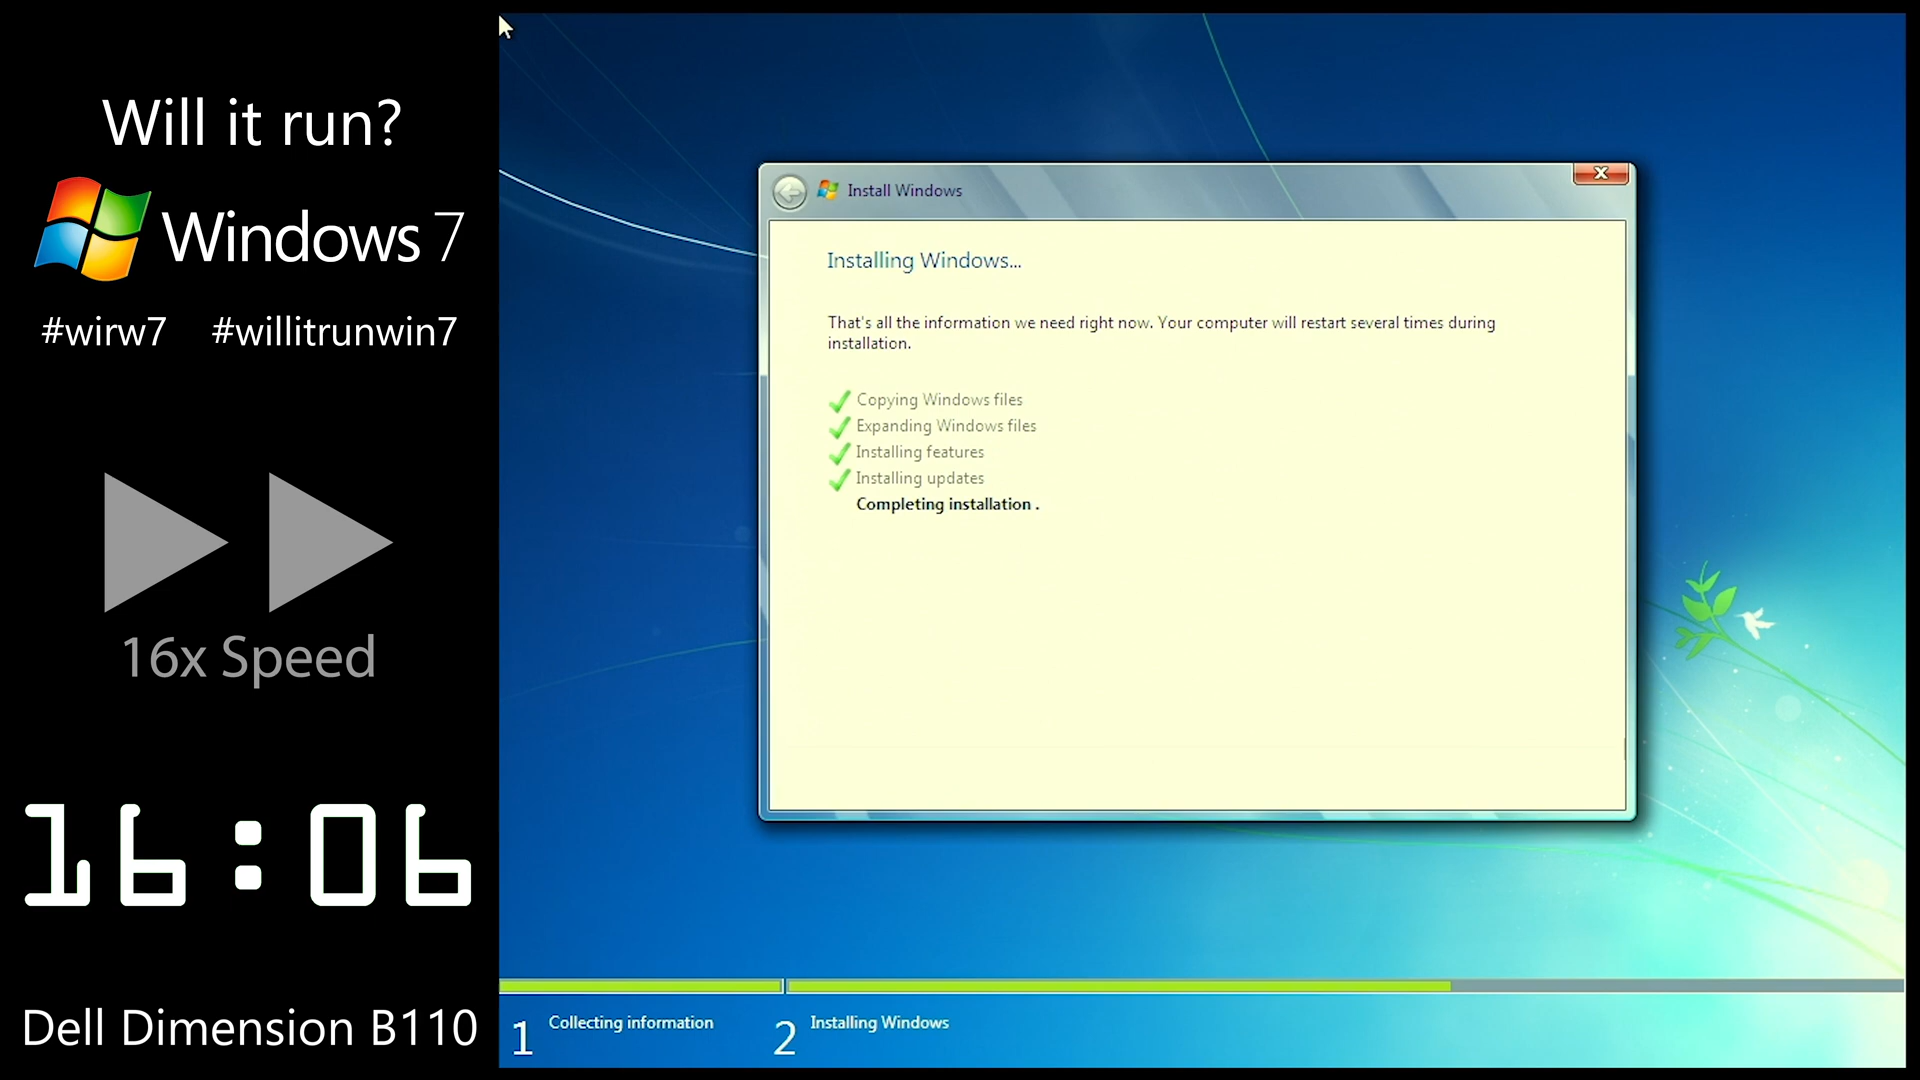 Will it run?
Windows 7
#wirw7 #willitrunwin7
16x Speed
16:06
Dell Dimension B110
Install Windows
Installing Windows...
That's all the information we need right now. Your computer will restart several times during
installation.
Copying Windows files
Expanding Windows files
Installing features
Installing updates
Completing installation .
1 Collecting information
2 Installing Windows